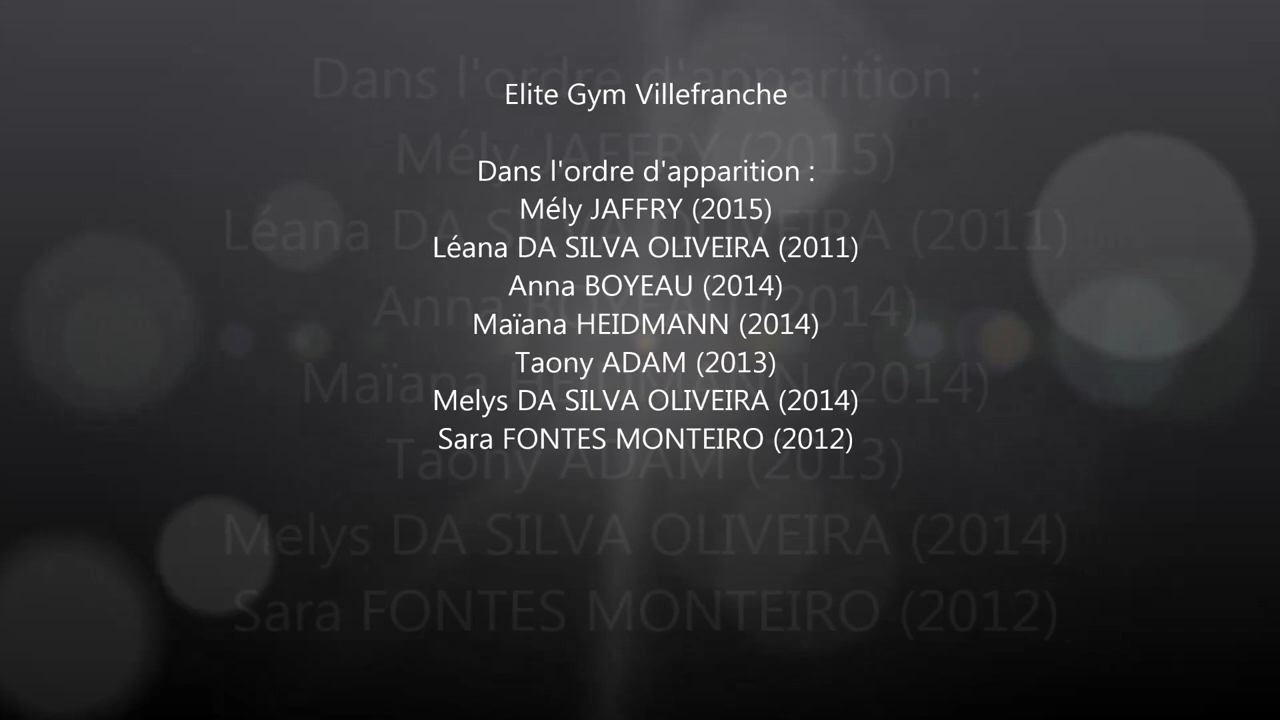 Elite Gym Villefranche
Dans l'ordre d'apparition :
Mély JAFFRY (2015)
Léana DA SILVA OLIVEIRA (2011)
Anna BOYEAU (2014)
Maïana HEIDMANN (2014)
Taony ADAM (2013)
Melys DA SILVA OLIVEIRA (2014)
Sara FONTES MONTEIRO (2012)